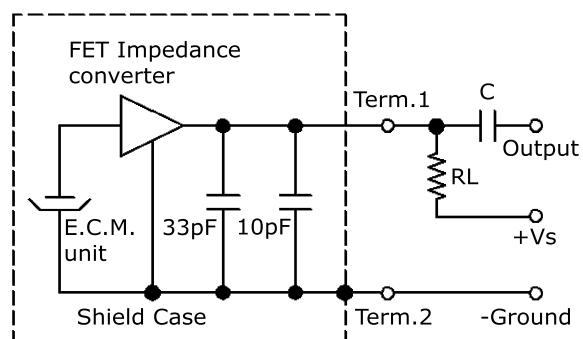 FET Impedance
converter
Term.1
C
Output
RL
E.C.M.
unit
33pF
10pF
+Vs
Shield Case
Term.2
-Ground